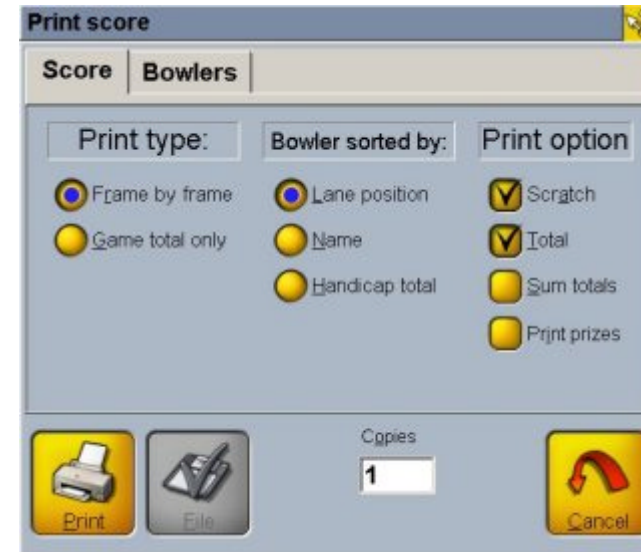 Print score
Score Bowlers
Print type: Bowler sorted by: Print option
Frame by frame Lane position Scratch
Game total only Name Total
Handicap total Sum totals
Print prizes
Copies
1
Print File Cancel